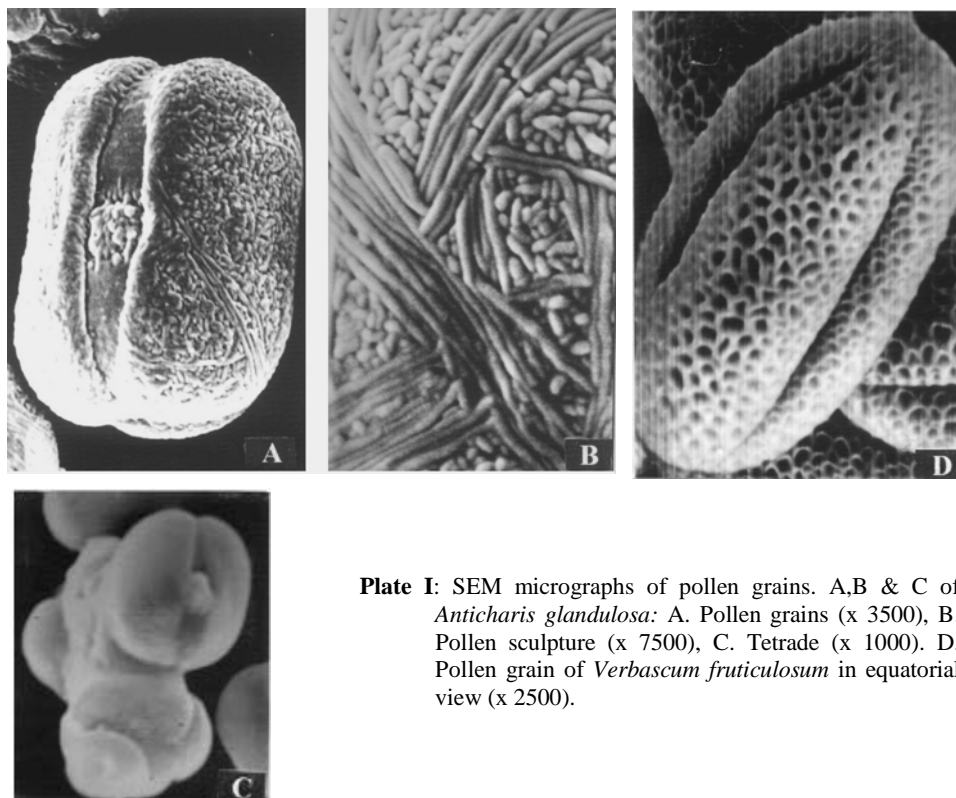 A
B
D
C
Plate I: SEM micrographs of pollen grains. A,B & C of
Anticharis glandulosa: A. Pollen grains (x 3500), B.
Pollen sculpture (x 7500), C. Tetrade (x 1000). D.
Pollen grain of Verbascum fruticulosum in equatorial
view (x 2500).